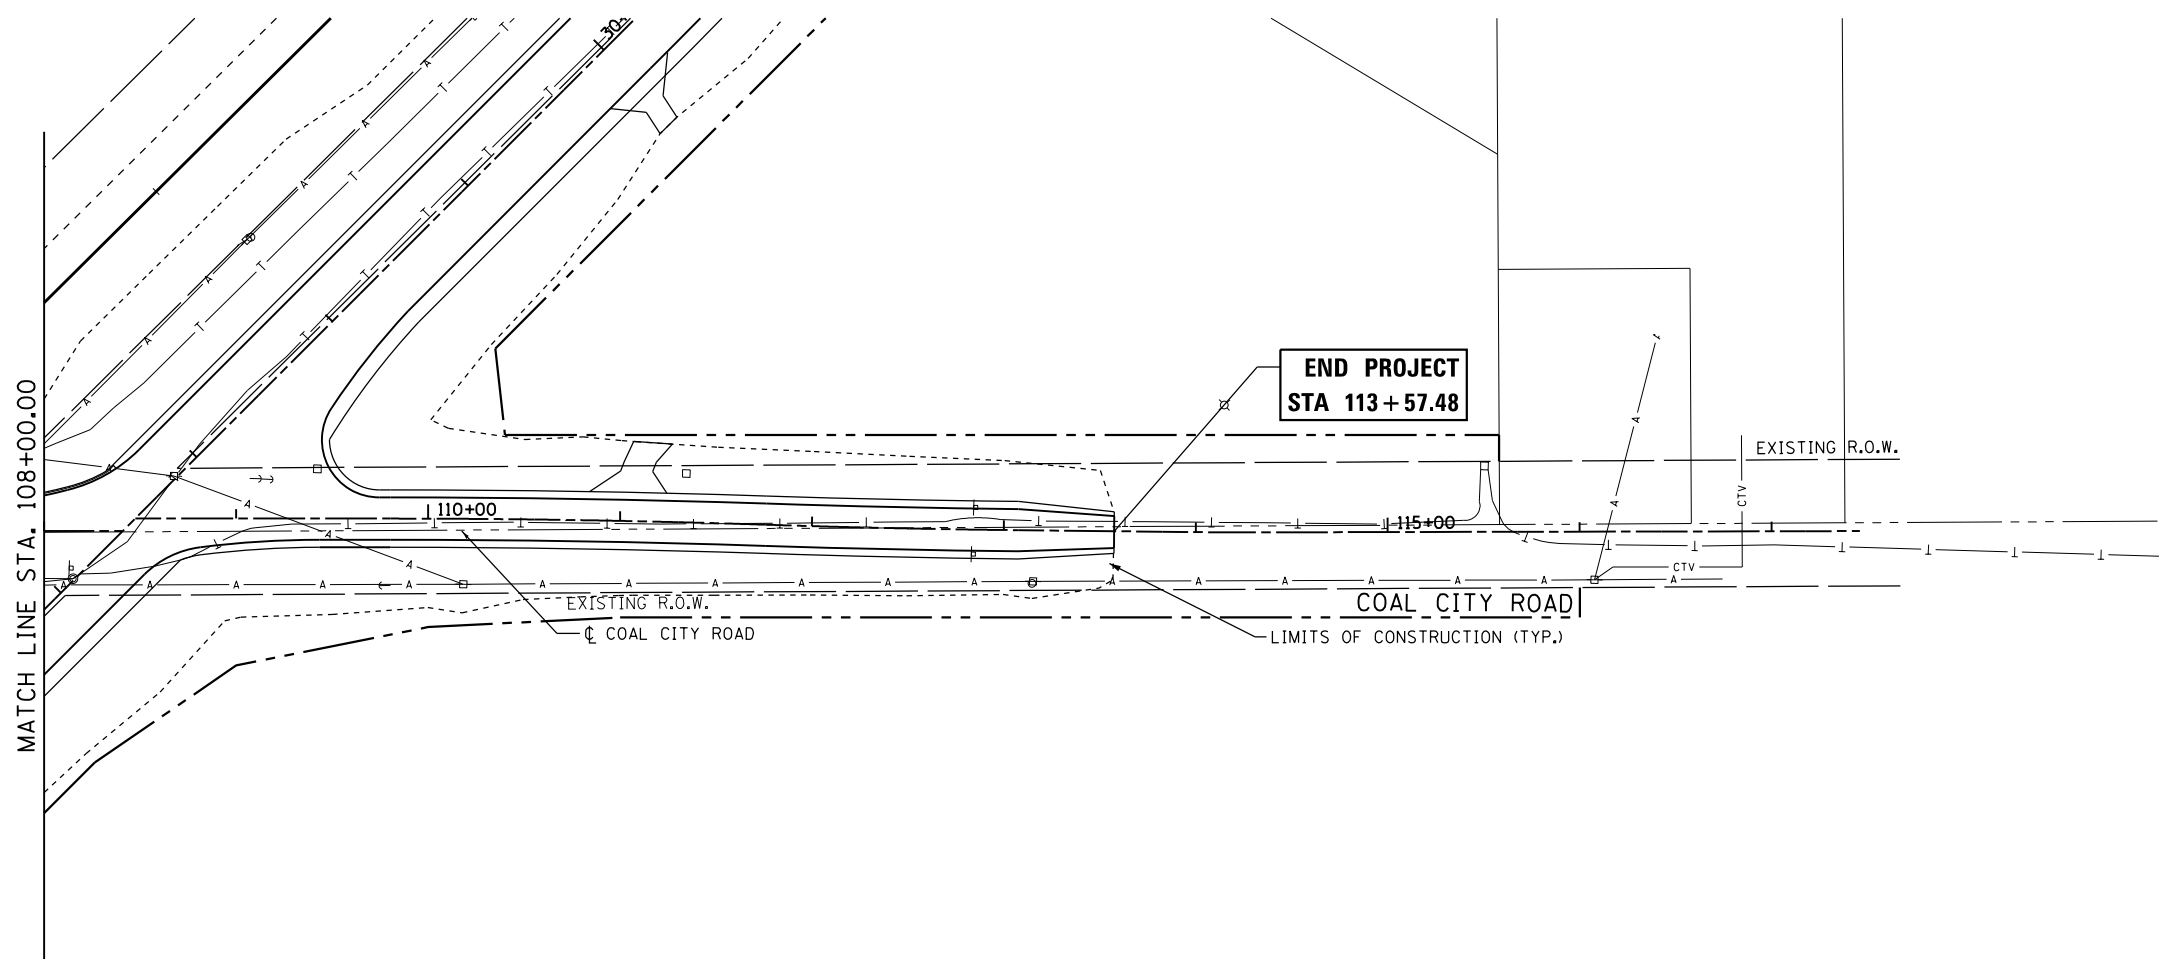 30
END PROJECT
STA 113+57.48
EXISTING R.O.W.
CTV
110+00
115+00
CTV
EXISTING R.O.W.
COAL CITY ROAD
℄ COAL CITY ROAD
LIMITS OF CONSTRUCTION (TYP.)
MATCH LINE STA. 108+00.00